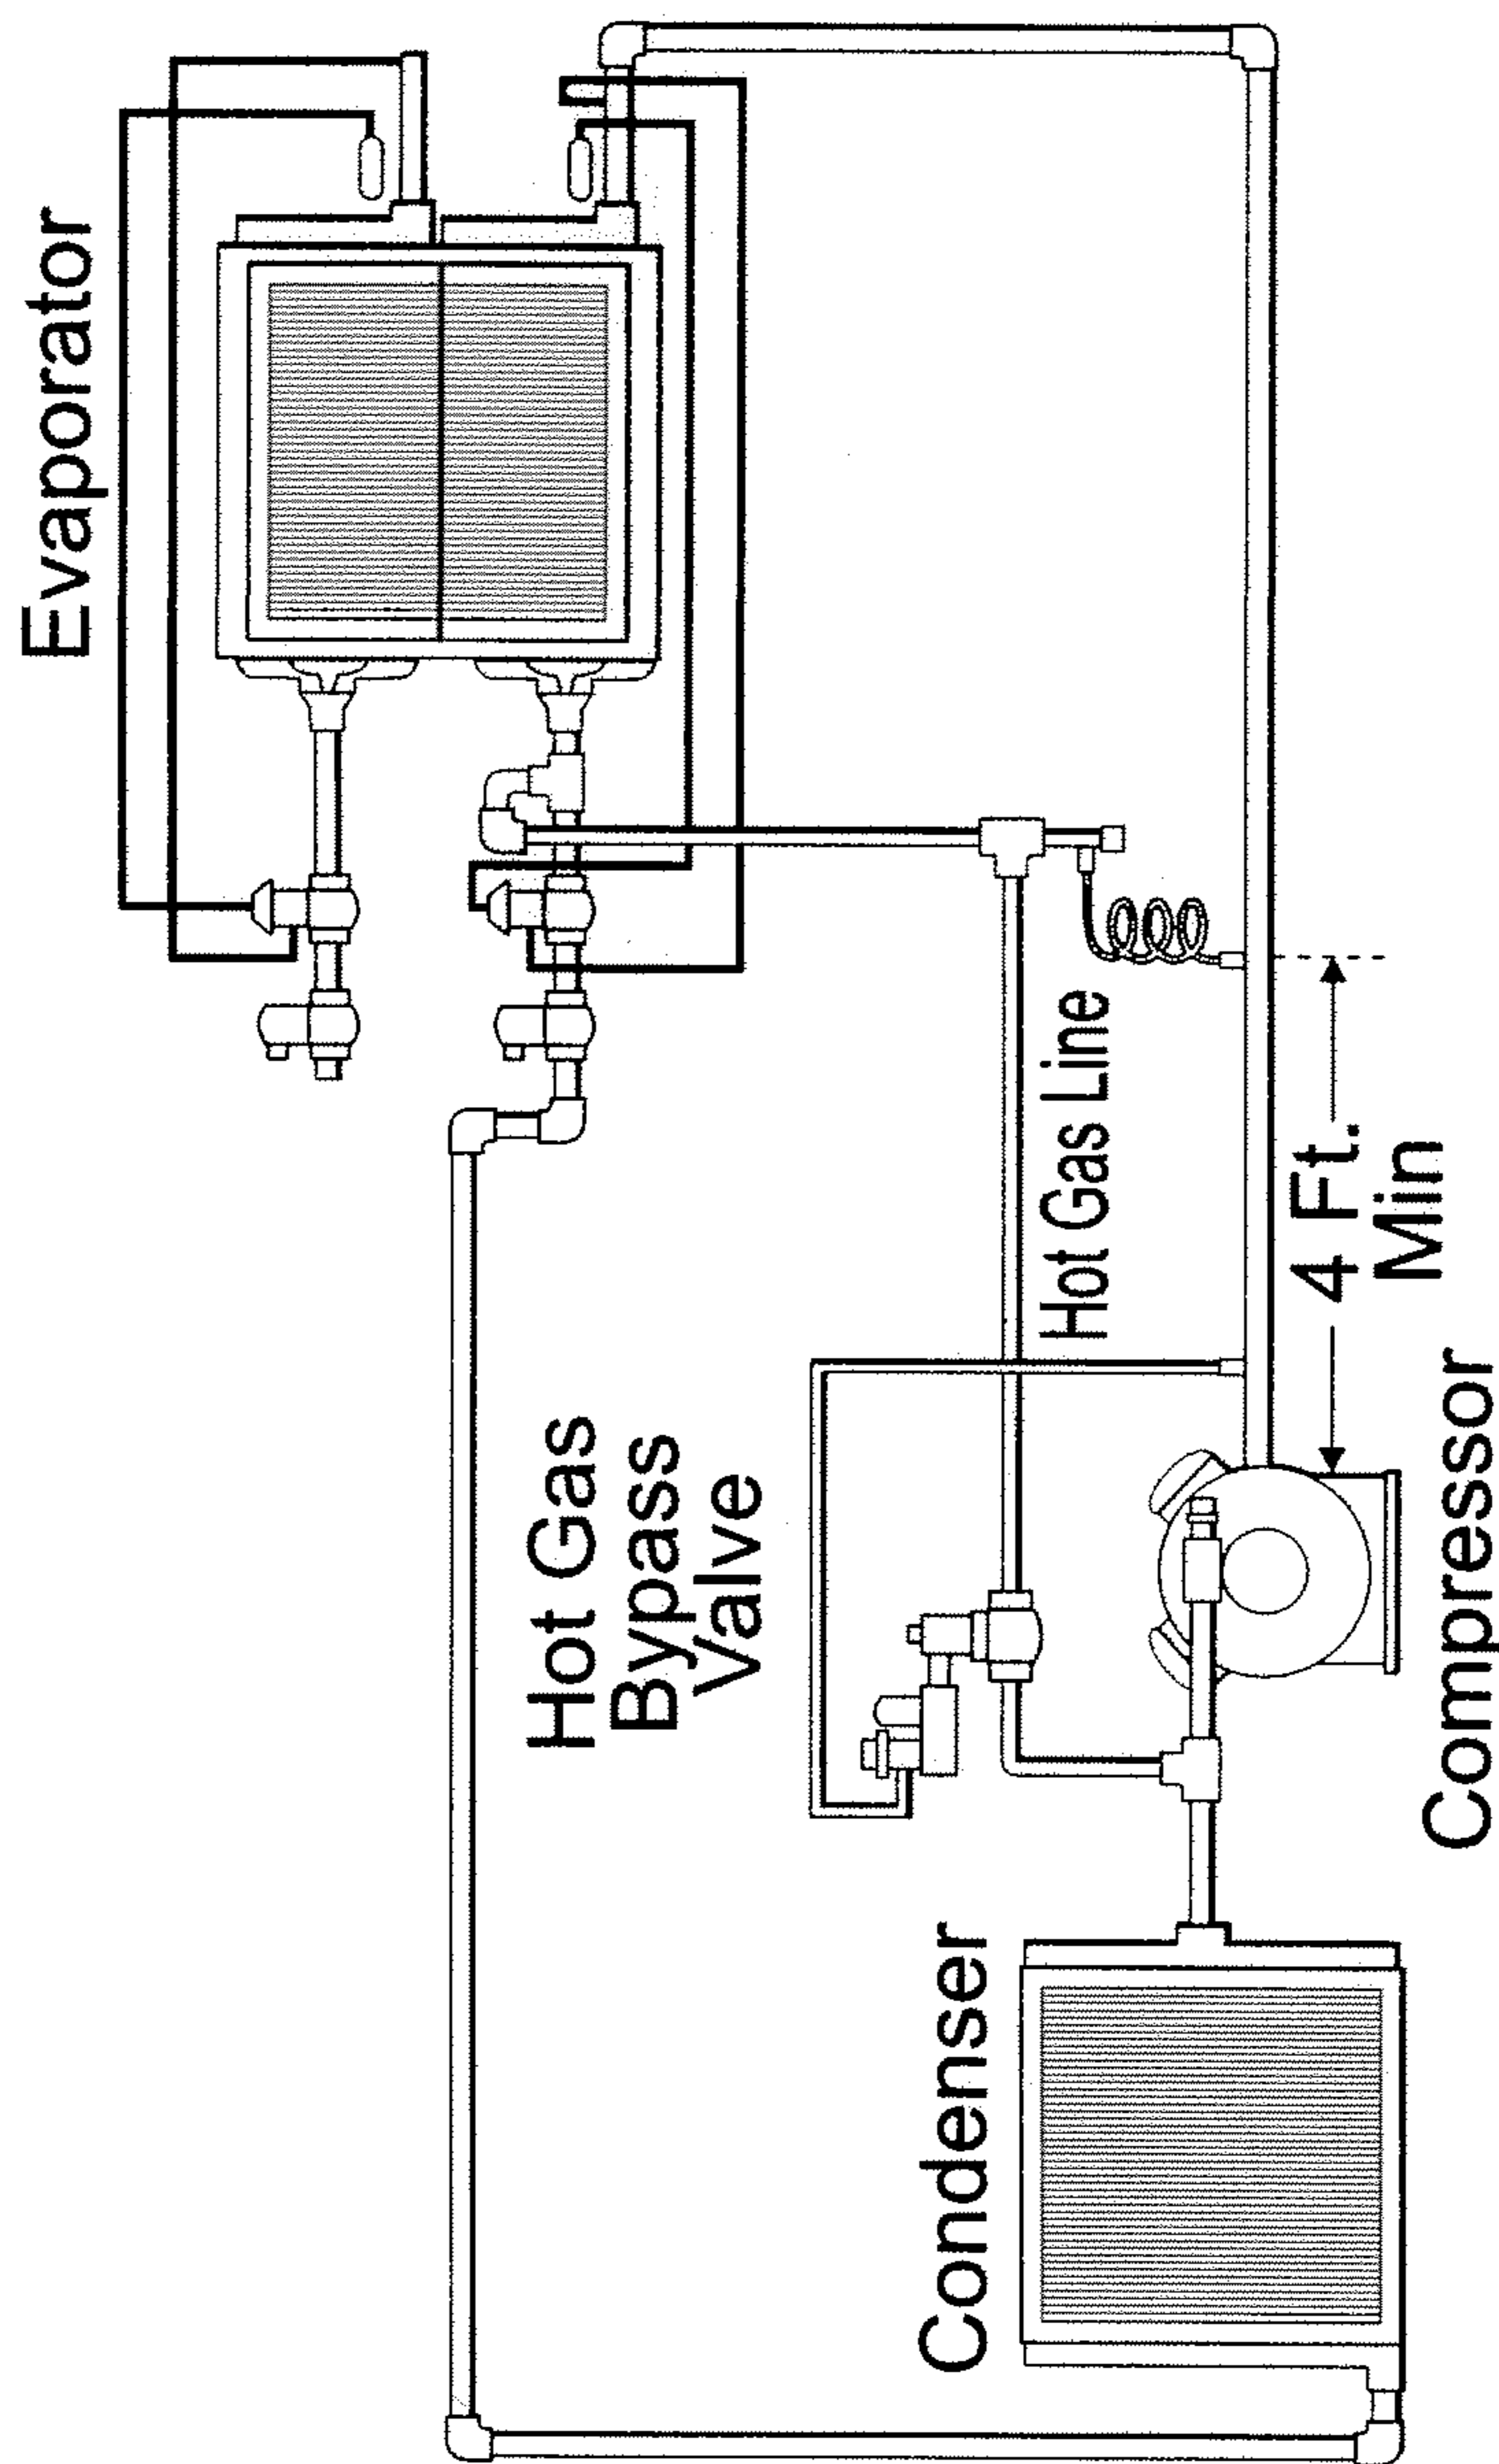 Evaporator
Hot Gas
Bypass
Valve
Hot Gas Line
4 Ft.
Min
Condenser
Compressor